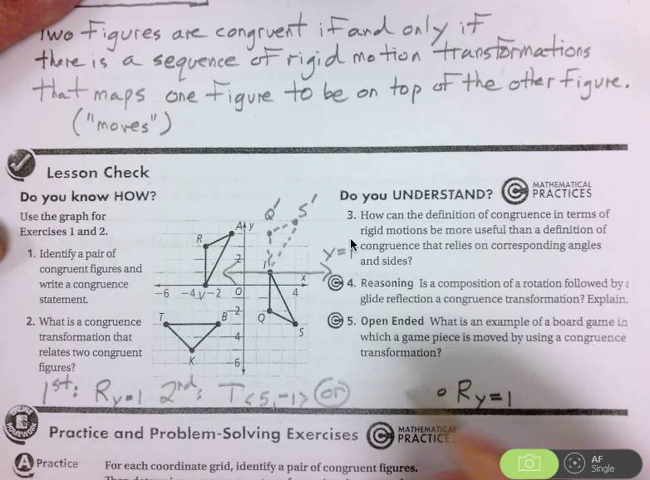 Two Figures are congruent if and only if
there is a sequence of rigid motion transformations
that maps one Figure to be on top of the other Figure.
("moves")
Lesson Check
Do you know HOW?
Use the graph for
Exercises 1 and 2.
1. Identify a pair of
congruent figures and
write a congruence
statement.
2. What is a congruence
transformation that
relates two congruent
figures?
A y
R
2
x
-6 -4 V -2 O 4
T B -2 Q
S
-4
K
-6
Q' S'
y=1
Do you UNDERSTAND? MATHEMATICAL
PRACTICES
3. How can the definition of congruence in terms of
rigid motions be more useful than a definition of
congruence that relies on corresponding angles
and sides?
4. Reasoning Is a composition of a rotation followed by a
glide reflection a congruence transformation? Explain.
5. Open Ended What is an example of a board game in
which a game piece is moved by using a congruence
transformation?
1st: Ry=1 2nd: T<5,-1> (or) ∘ Ry=1
Practice and Problem-Solving Exercises MATHEMATICAL
PRACTICES
A Practice For each coordinate grid, identify a pair of congruent figures.
AF
Single